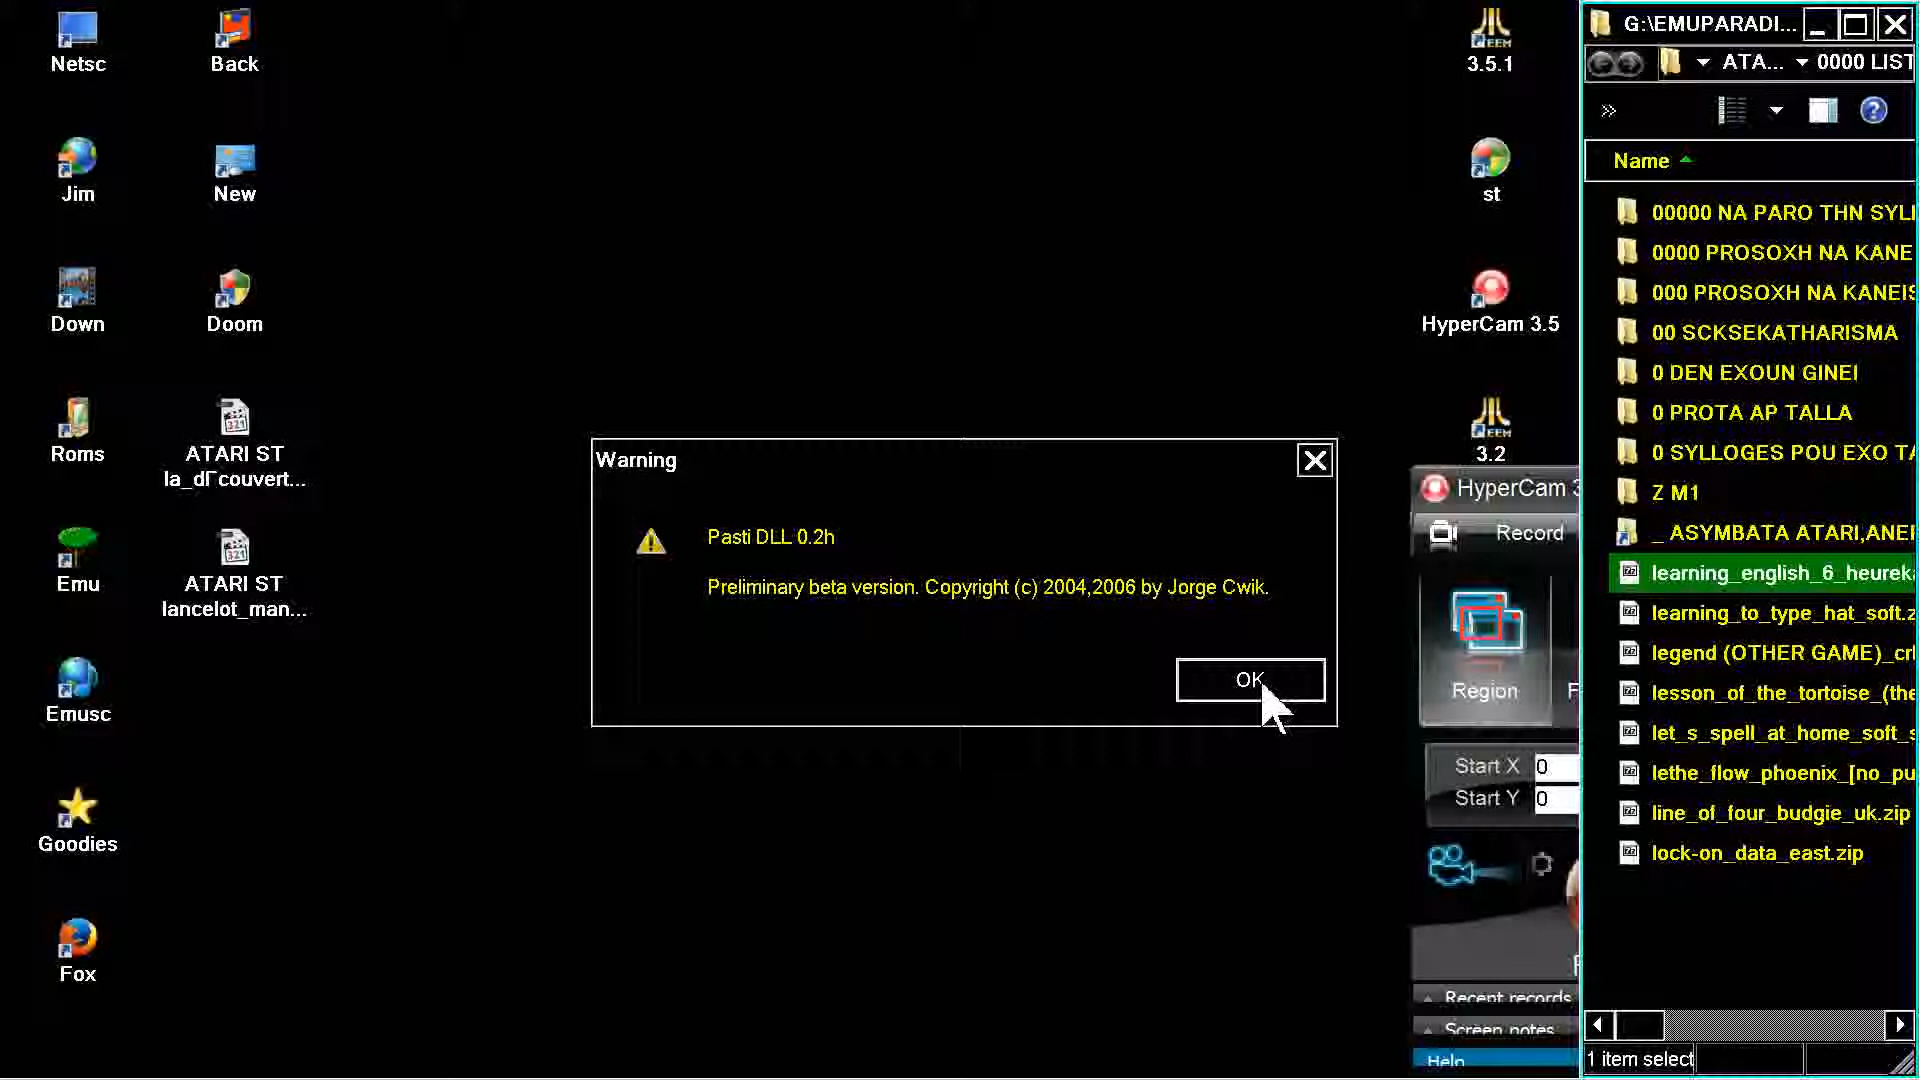 Netsc
Back
Jim
New
Down
Doom
Roms
ATARI ST
la_dΓcouvert...
Emu
ATARI ST
lancelot_man...
Emusc
Goodies
Fox
Warning
Pasti DLL 0.2h
Preliminary beta version. Copyright (c) 2004,2006 by Jorge Cwik.
OK
EEM
3.5.1
st
HyperCam 3.5
EEM
3.2
HyperCam 3
Record
Region
Start X 0
Start Y 0
Recent records
Screen notes
Help
G:\EMUPARADI...
ATA... 0000 LIST
Name
00000 NA PARO THN SYL
0000 PROSOXH NA KANE
000 PROSOXH NA KANEIS
00 SCKSEKATHARISMA
0 DEN EXOUN GINEI
0 PROTA AP TALLA
0 SYLLOGES POU EXO TA
Z M1
_ ASYMBATA ATARI,ANE
learning_english_6_heurek
learning_to_type_hat_soft.z
legend (OTHER GAME)_cr
lesson_of_the_tortoise_(the
let_s_spell_at_home_soft_s
lethe_flow_phoenix_[no_pu
line_of_four_budgie_uk.zip
lock-on_data_east.zip
1 item select